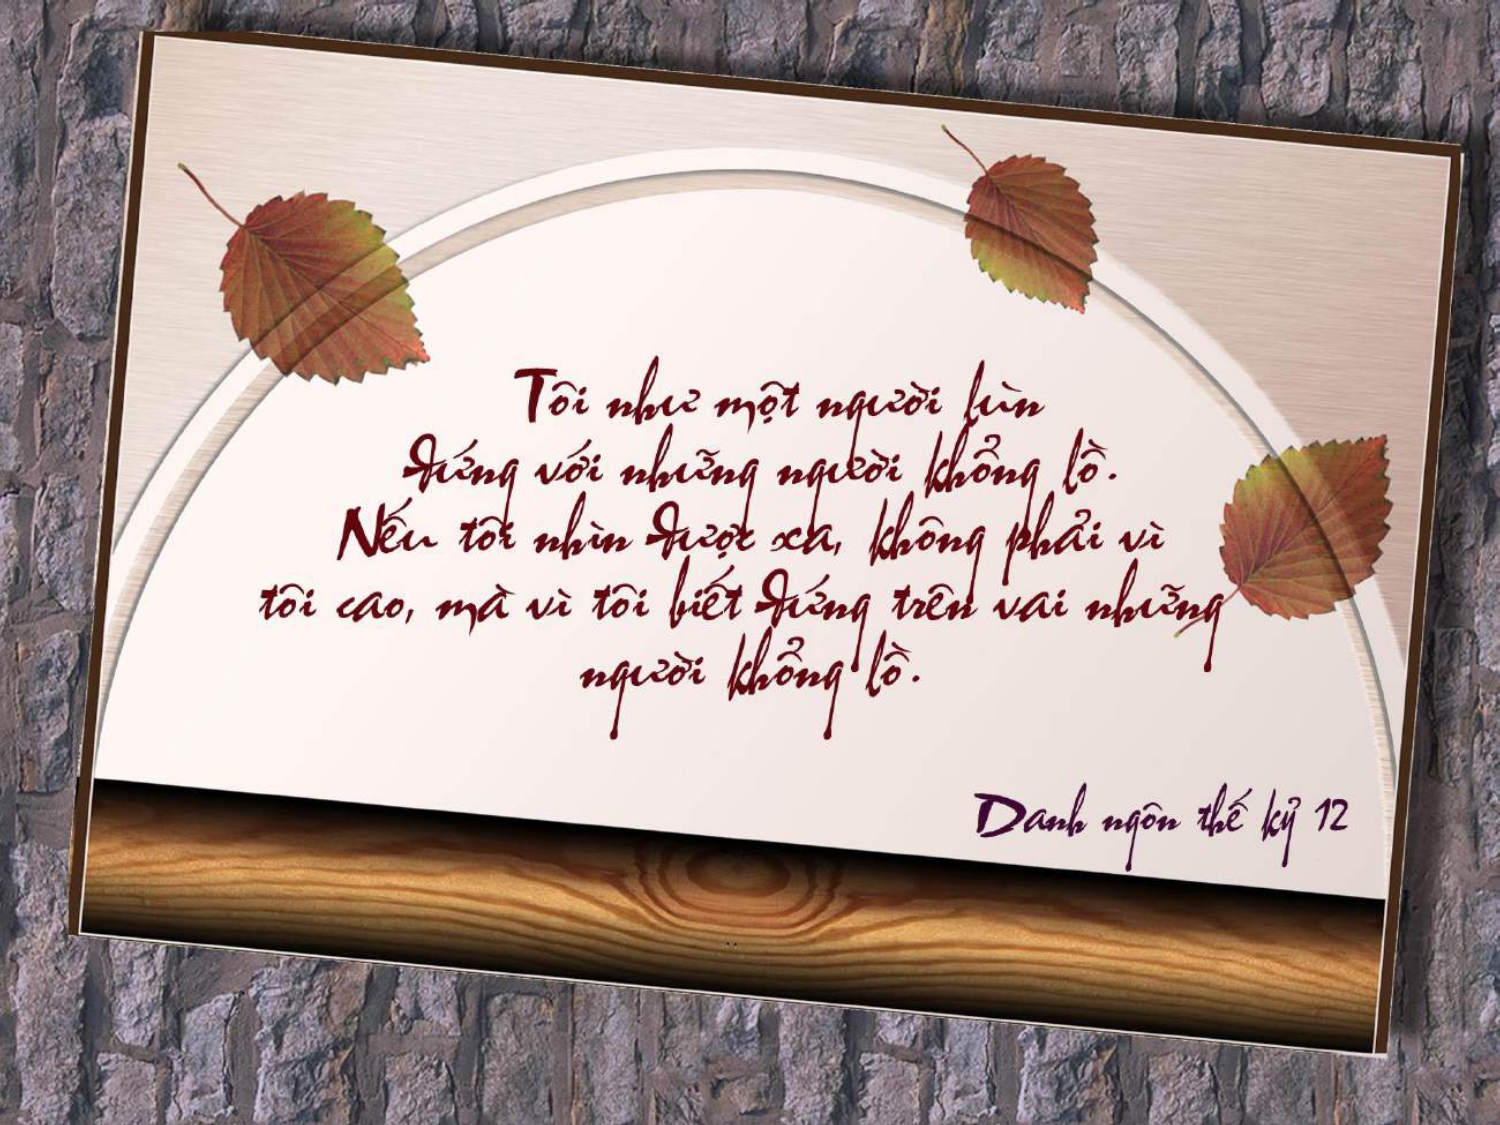 Tôi như một người lùn
đứng với những người khổng lồ.
Nếu tôi nhìn được xa, không phải vì
tôi cao, mà vì tôi biết đứng trên vai những
người khổng lồ.
Danh ngôn thế kỷ 12